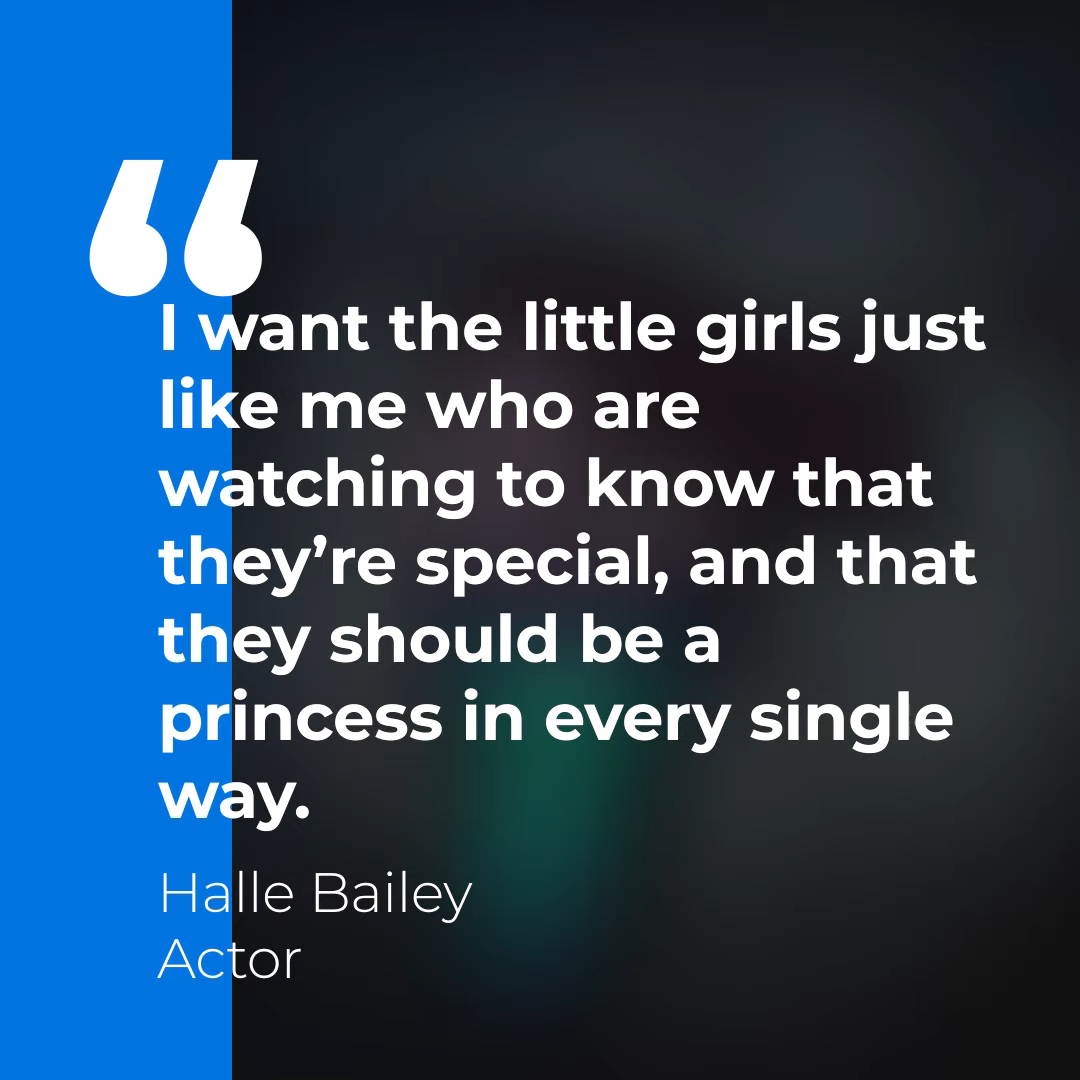 “
I want the little girls just
like me who are
watching to know that
they’re special, and that
they should be a
princess in every single
way.
Halle Bailey
Actor